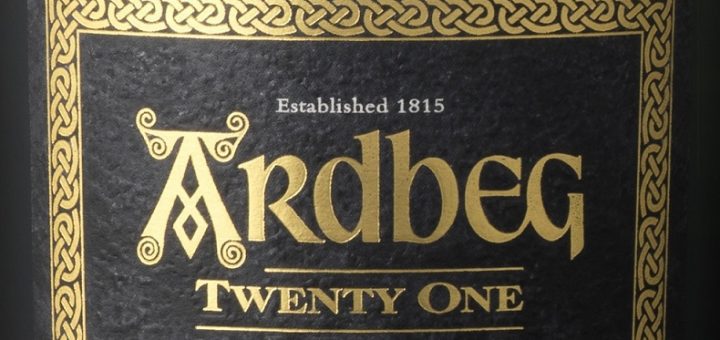 Established 1815
Ardbeg
TWENTY ONE